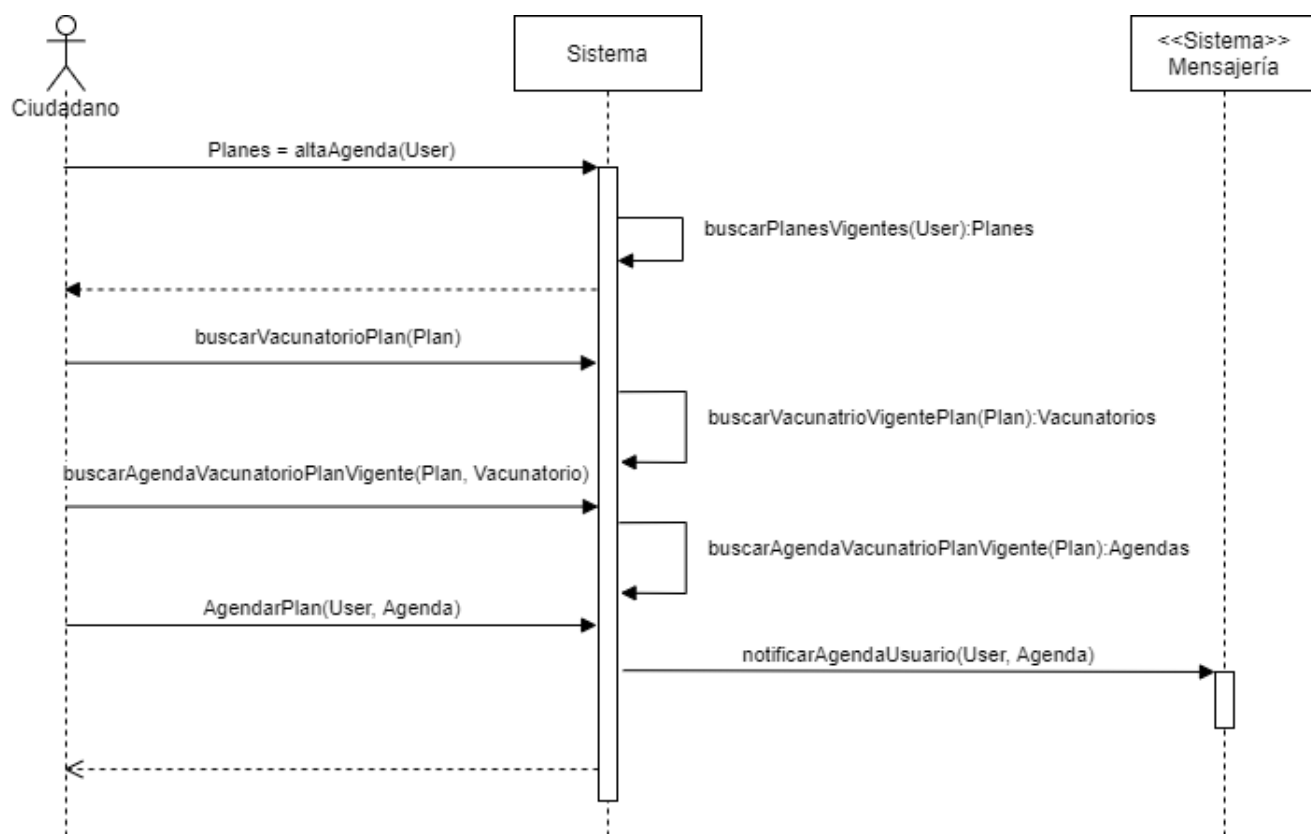 Ciudadano
Sistema
<<Sistema>>
Mensajería
Planes = altaAgenda(User)
buscarPlanesVigentes(User):Planes
buscarVacunatorioPlan(Plan)
buscarVacunatrioVigentePlan(Plan):Vacunatorios
buscarAgendaVacunatorioPlanVigente(Plan, Vacunatorio)
buscarAgendaVacunatrioPlanVigente(Plan):Agendas
AgendarPlan(User, Agenda)
notificarAgendaUsuario(User, Agenda)